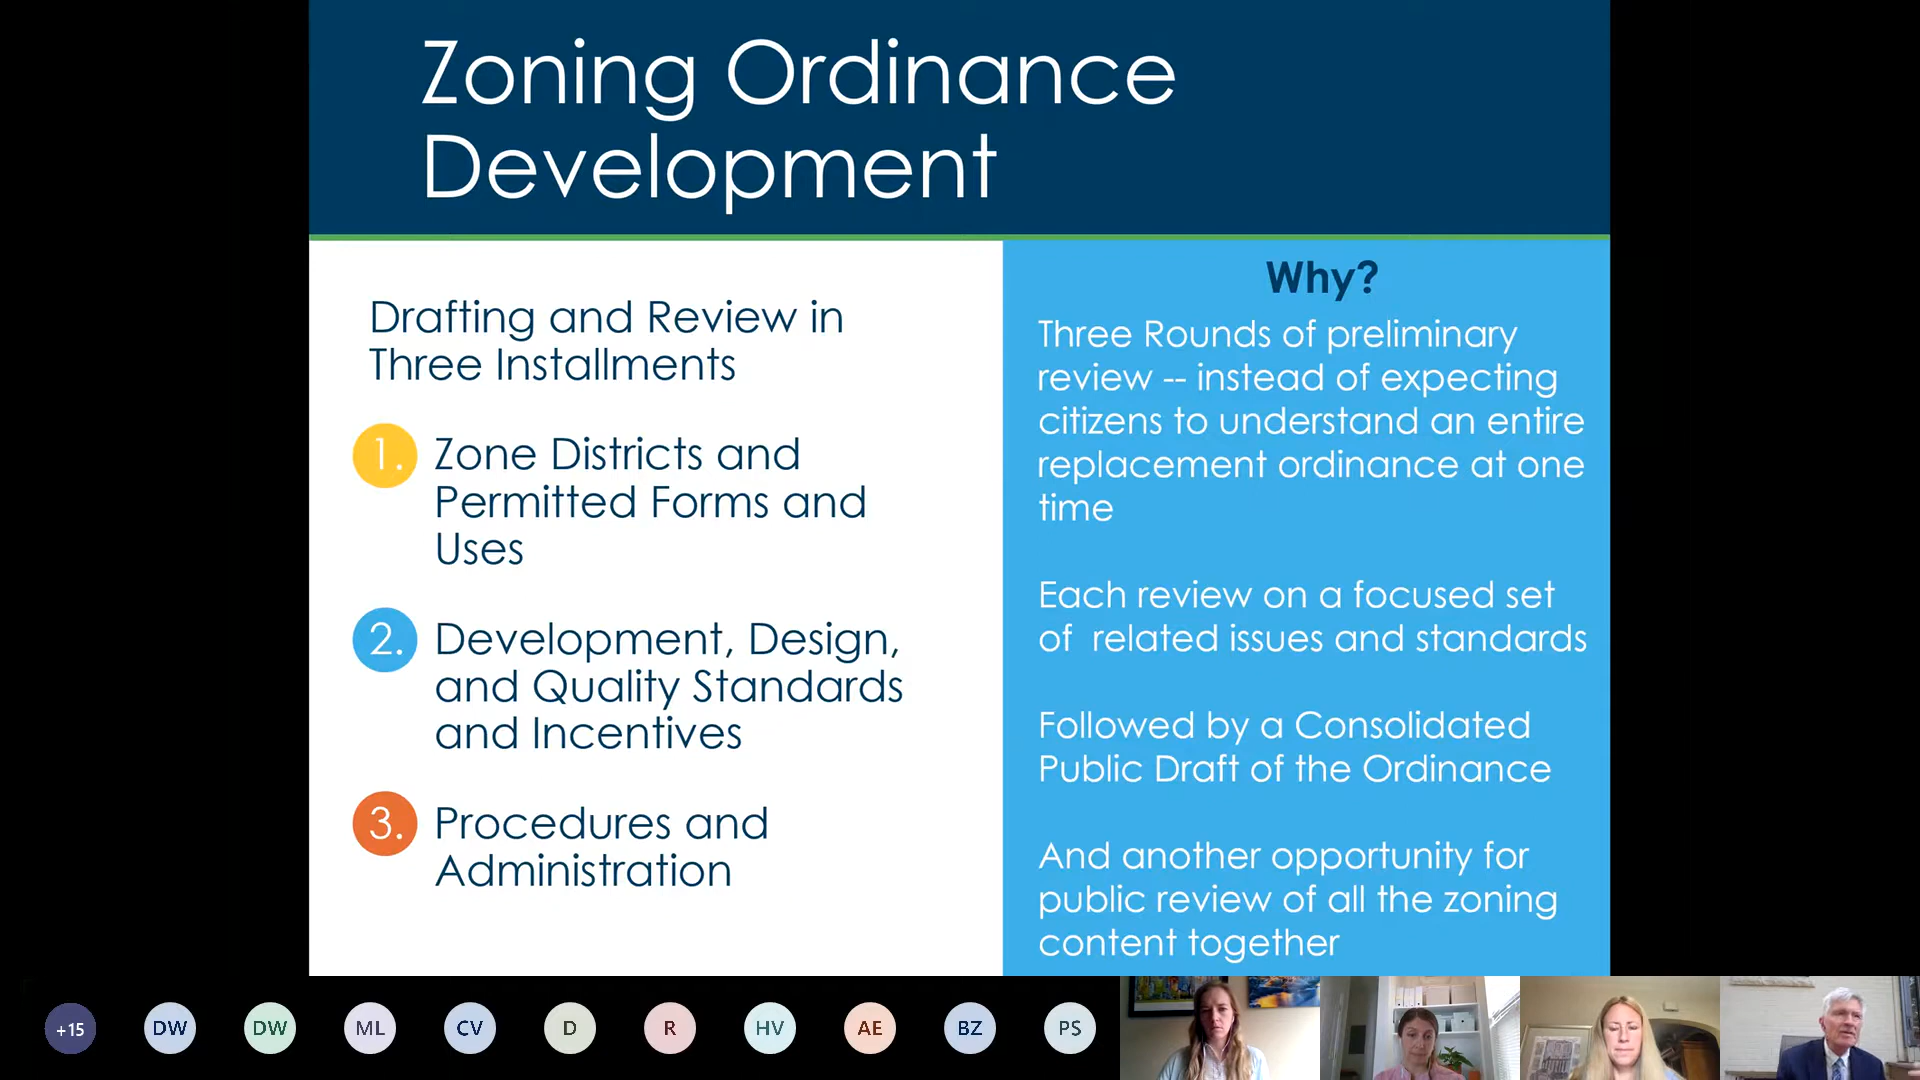 Zoning Ordinance
Development
Drafting and Review in
Three Installments
1. Zone Districts and
Permitted Forms and
Uses
2. Development, Design,
and Quality Standards
and Incentives
3. Procedures and
Administration
Why?
Three Rounds of preliminary
review -- instead of expecting
citizens to understand an entire
replacement ordinance at one
time
Each review on a focused set
of related issues and standards
Followed by a Consolidated
Public Draft of the Ordinance
And another opportunity for
public review of all the zoning
content together
+15 DW DW ML CV D R HV AE BZ PS